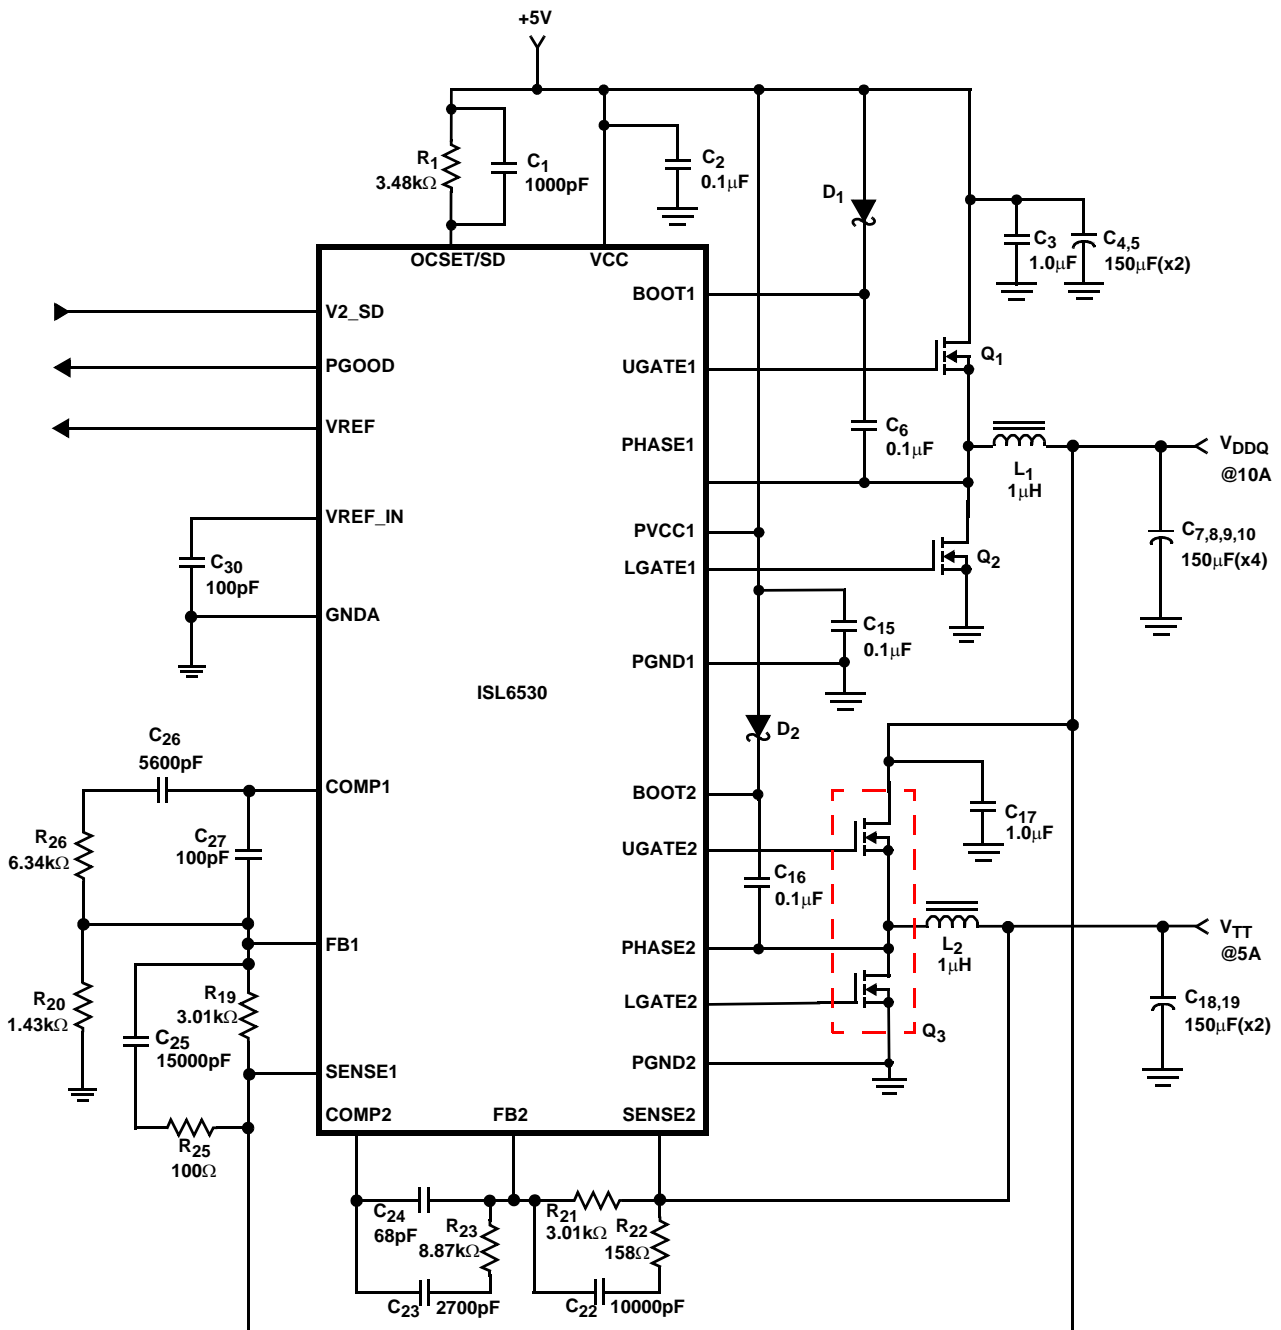 +5V
R1
3.48kΩ
C1
1000pF
C2
0.1µF
D1
C3
1.0µF
C4,5
150µF(x2)
OCSET/SD
VCC
BOOT1
V2_SD
PGOOD
UGATE1
Q1
VREF
PHASE1
C6
0.1µF
L1
1µH
VDDQ
@10A
VREF_IN
PVCC1
C30
100pF
LGATE1
Q2
C7,8,9,10
150µF(x4)
GNDA
C15
0.1µF
PGND1
ISL6530
D2
C26
5600pF
COMP1
BOOT2
C17
1.0µF
R26
6.34kΩ
C27
100pF
UGATE2
C16
0.1µF
FB1
PHASE2
L2
1µH
VTT
@5A
R20
1.43kΩ
R19
3.01kΩ
C25
15000pF
LGATE2
Q3
C18,19
150µF(x2)
SENSE1
PGND2
COMP2
FB2
SENSE2
R25
100Ω
C24
68pF
R23
8.87kΩ
R21
3.01kΩ
R22
158Ω
C23
2700pF
C22
10000pF